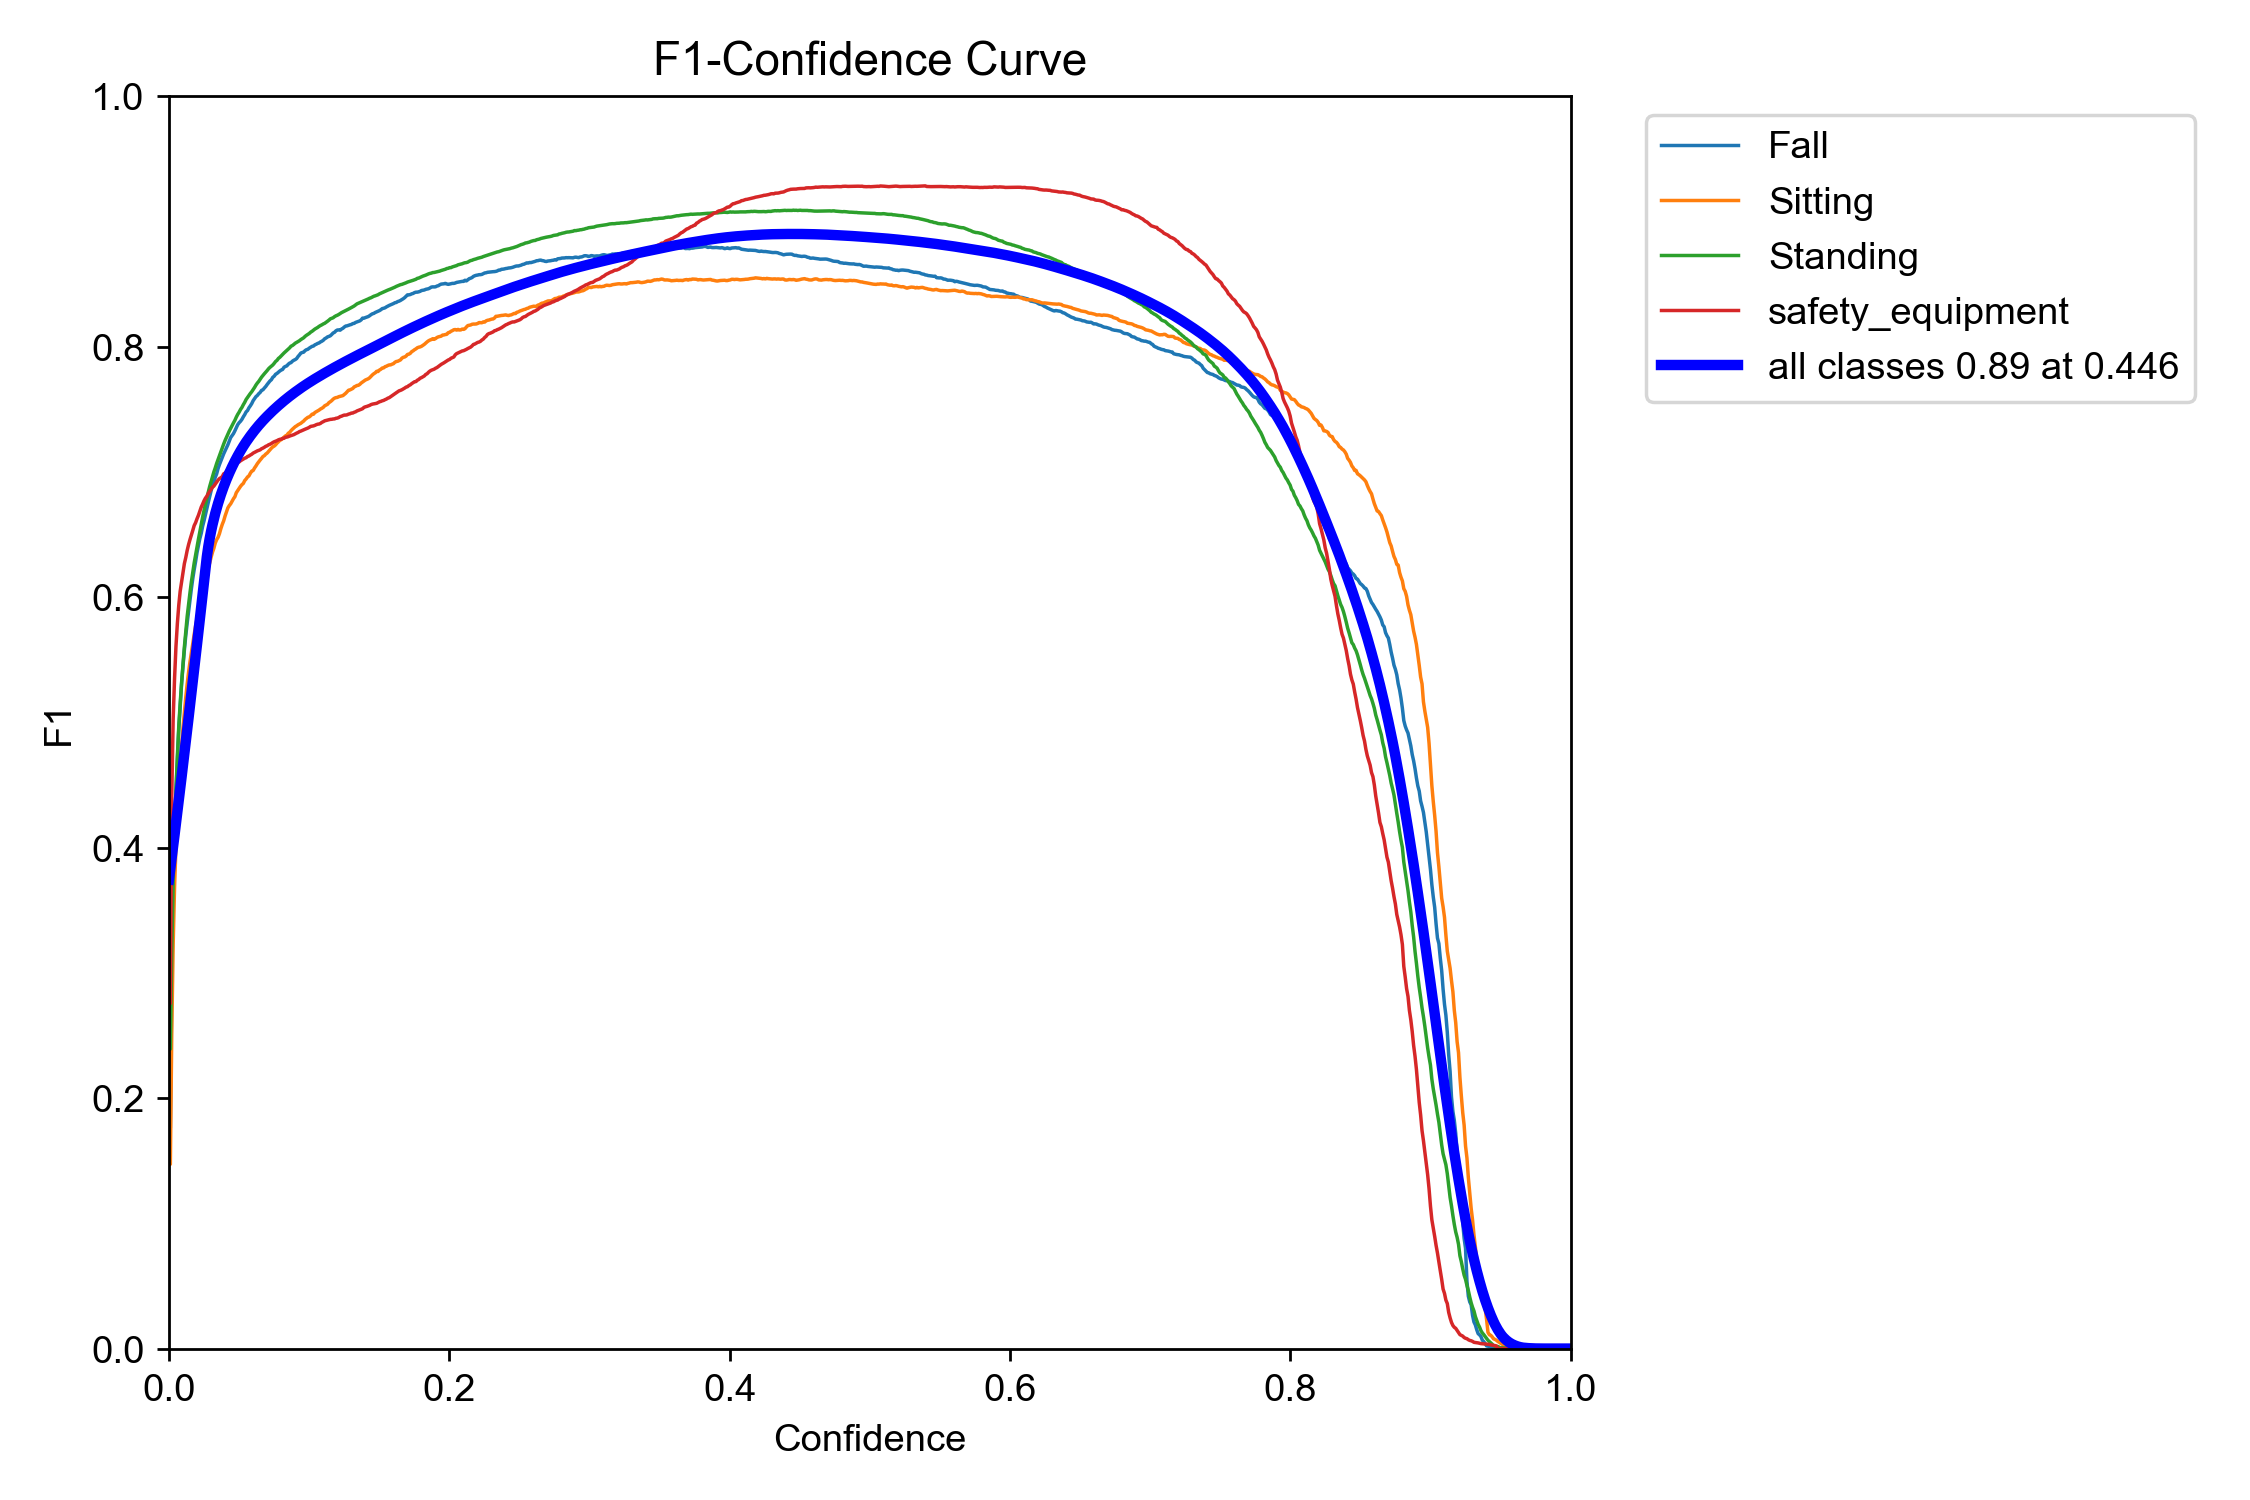 F1-Confidence Curve
1.0
0.8
0.6
0.4
0.2
0.0
F1
0.0 0.2 0.4 0.6 0.8 1.0
Confidence
Fall
Sitting
Standing
safety_equipment
all classes 0.89 at 0.446